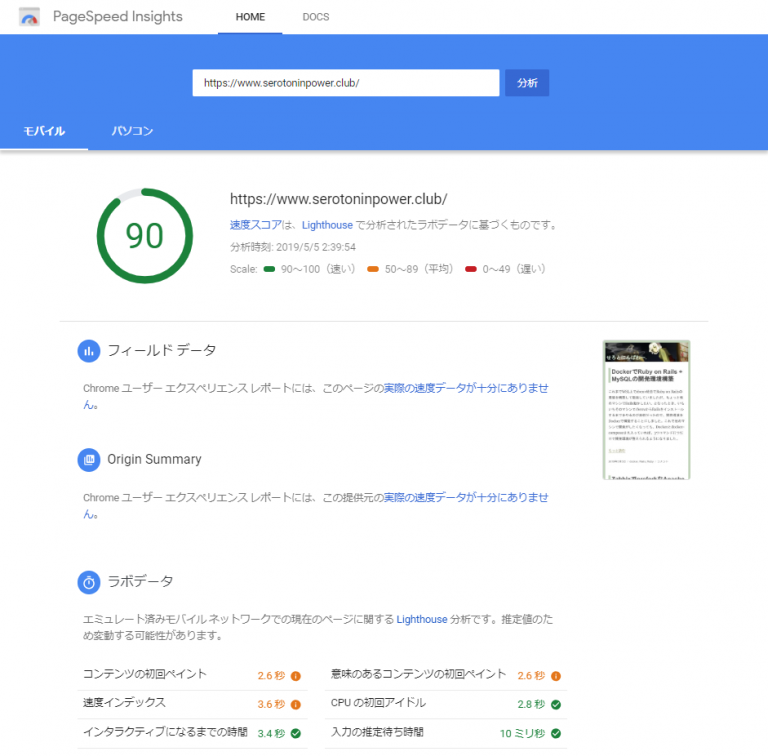 PageSpeed Insights HOME DOCS
https://www.serotoninpower.club/ 分析
モバイル パソコン
90
https://www.serotoninpower.club/
速度スコアは、Lighthouse で分析されたラボデータに基づくものです。
分析時刻: 2019/5/5 2:39:54
Scale: 90～100（速い） 50～89（平均） 0～49（遅い）
フィールド データ
Chrome ユーザー エクスペリエンス レポートには、このページの実際の速度データが十分にありませ
ん。
DockerでRuby on Rails +
MySQLの開発環境構築
Origin Summary
Chrome ユーザー エクスペリエンス レポートには、この提供元の実際の速度データが十分にありませ
ん。
ラボデータ
エミュレート済みモバイル ネットワークでの現在のページに関する Lighthouse 分析です。推定値のた
め変動する可能性があります。
コンテンツの初回ペイント 2.6 秒 意味のあるコンテンツの初回ペイント 2.6 秒
速度インデックス 3.6 秒 CPU の初回アイドル 2.8 秒
インタラクティブになるまでの時間 3.4 秒 入力の推定待ち時間 10 ミリ秒